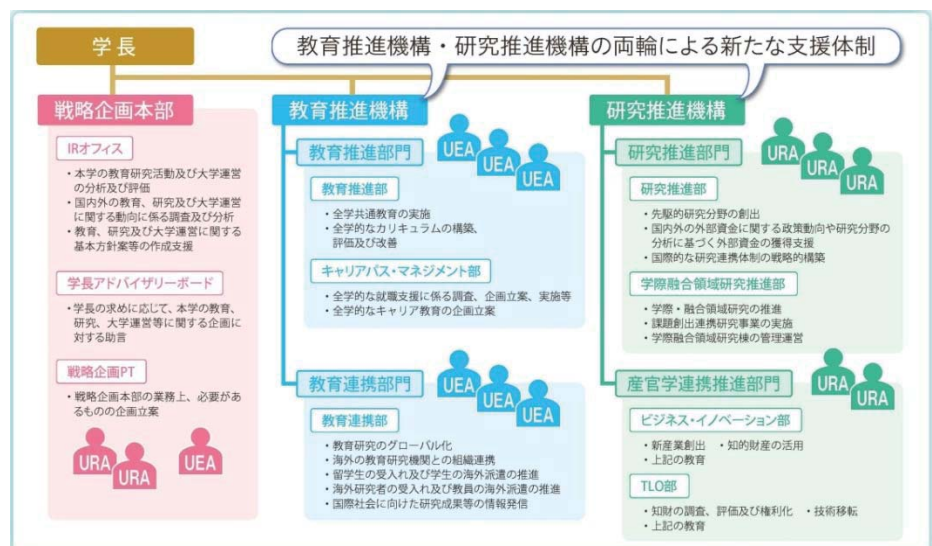 学長
教育推進機構・研究推進機構の両輪による新たな支援体制
戦略企画本部
IRオフィス
・本学の教育研究活動及び大学運営
の分析及び評価
・国内外の教育、研究及び大学運営
に関する動向に係る調査及び分析
・教育、研究及び大学運営に関する
基本方針案等の作成支援
学長アドバイザリーボード
・学長の求めに応じて、本学の教育、
研究、大学運営等に関する企画に
対する助言
戦略企画PT
・戦略企画本部の業務上、必要があ
るものの企画立案
URA
URA
UEA
教育推進機構
UEA
UEA
UEA
教育推進部門
教育推進部
・全学共通教育の実施
・全学的なカリキュラムの構築、
評価及び改善
キャリアパス・マネジメント部
・全学的な就職支援に係る調査、企画立案、実施等
・全学的なキャリア教育の企画立案
教育連携部門
UEA
UEA
UEA
教育連携部
・教育研究のグローバル化
・海外の教育研究機関との組織連携
・留学生の受入れ及び学生の海外派遣の推進
・海外研究者の受入れ及び教員の海外派遣の推進
・国際社会に向けた研究成果等の情報発信
研究推進機構
URA
URA
URA
研究推進部門
研究推進部
・先駆的研究分野の創出
・国内外の外部資金に関する政策動向や研究分野の
分析に基づく外部資金の獲得支援
・国際的な研究連携体制の戦略的構築
学際融合領域研究推進部
・学際・融合領域研究の推進
・課題創出連携研究事業の実施
・学際融合領域研究棟の管理運営
産官学連携推進部門
URA
URA
ビジネス・イノベーション部
・新産業創出 ・知的財産の活用
・上記の教育
TLO部
・知財の調査、評価及び権利化 ・技術移転
・上記の教育